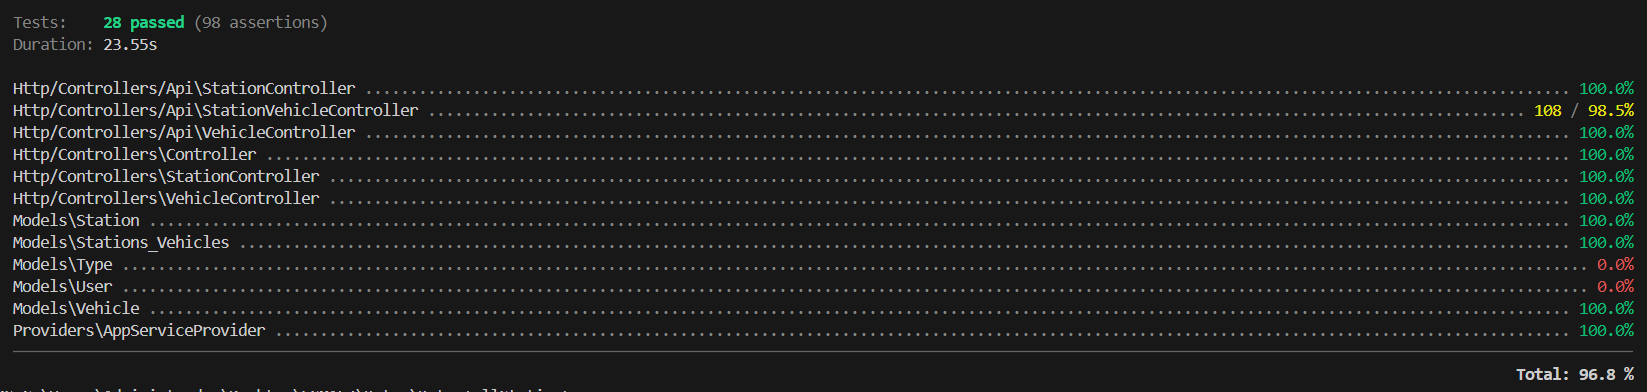 Tests:    28 passed (98 assertions)
Duration: 23.55s
Http/Controllers/Api\StationController ........................................ 100.0%
Http/Controllers/Api\StationVehicleController ........................................ 108 / 98.5%
Http/Controllers/Api\VehicleController ........................................ 100.0%
Http/Controllers\Controller ........................................ 100.0%
Http/Controllers\StationController ........................................ 100.0%
Http/Controllers\VehicleController ........................................ 100.0%
Models\Station ........................................ 100.0%
Models\Stations_Vehicles ........................................ 100.0%
Models\Type ........................................ 0.0%
Models\User ........................................ 0.0%
Models\Vehicle ........................................ 100.0%
Providers\AppServiceProvider ........................................ 100.0%
Total: 96.8 %